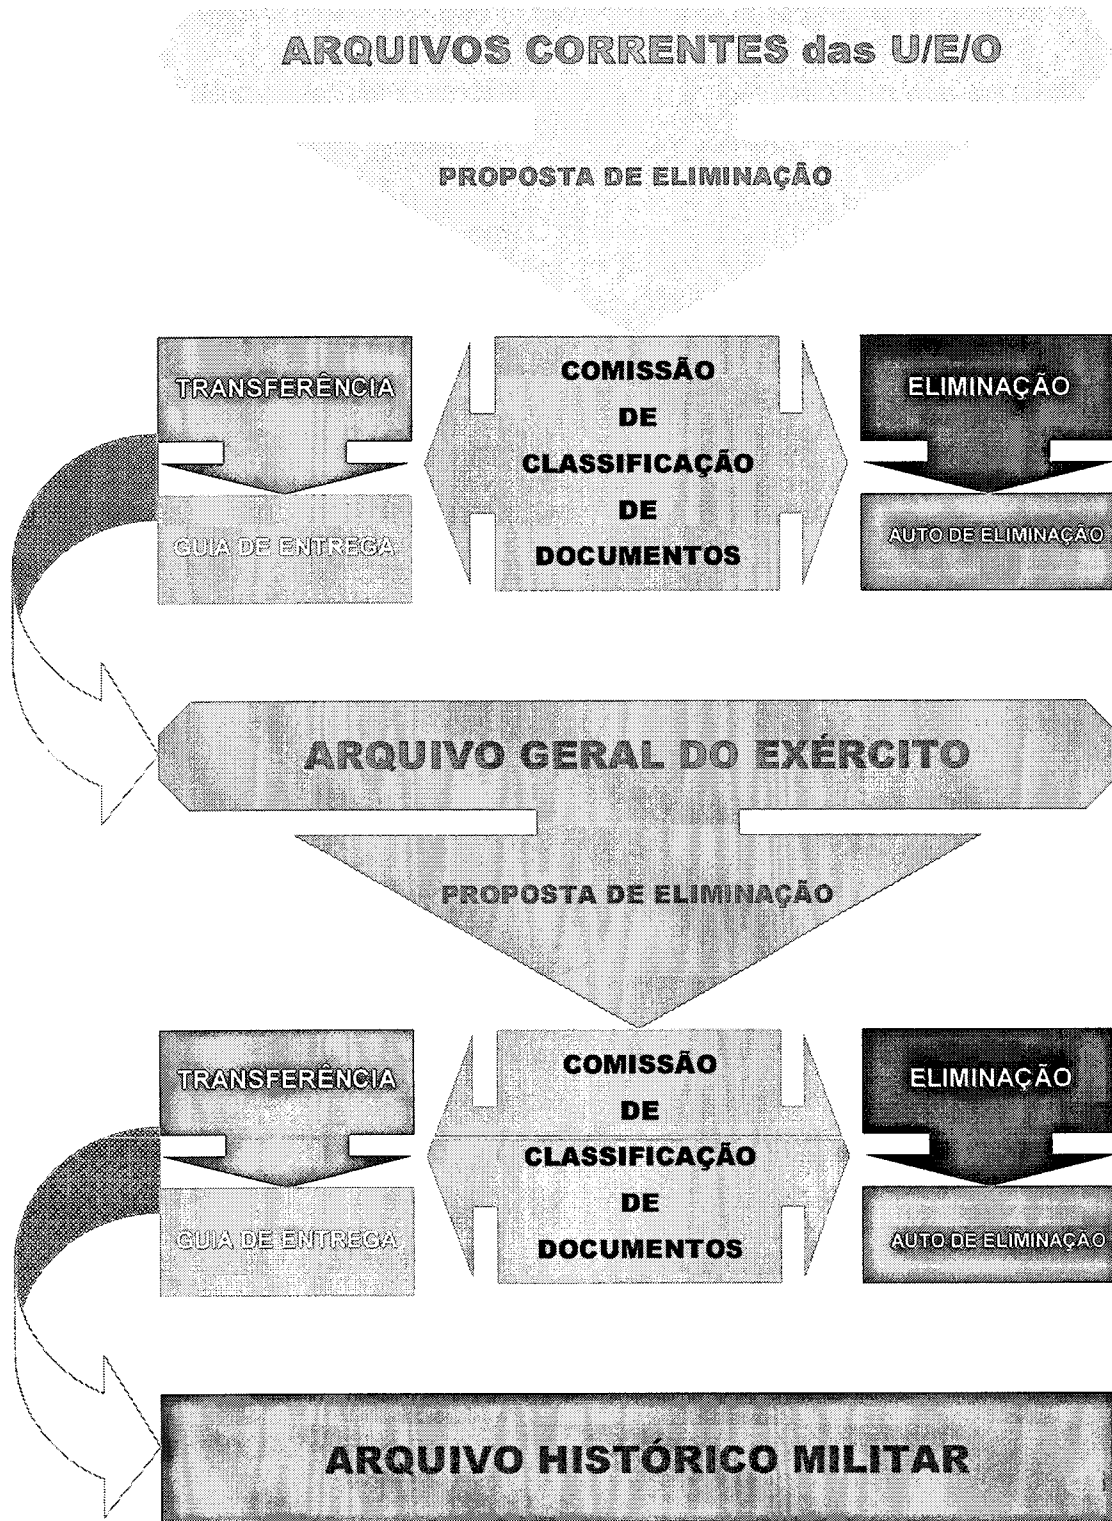 ARQUIVOS CORRENTES das U/E/O
PROPOSTA DE ELIMINAÇÃO
TRANSFERÊNCIA
GUIA DE ENTREGA
COMISSÃO
DE
CLASSIFICAÇÃO
DE
DOCUMENTOS
ELIMINAÇÃO
AUTO DE ELIMINAÇÃO
ARQUIVO GERAL DO EXÉRCITO
PROPOSTA DE ELIMINAÇÃO
TRANSFERÊNCIA
GUIA DE ENTREGA
COMISSÃO
DE
CLASSIFICAÇÃO
DE
DOCUMENTOS
ELIMINAÇÃO
AUTO DE ELIMINAÇÃO
ARQUIVO HISTÓRICO MILITAR